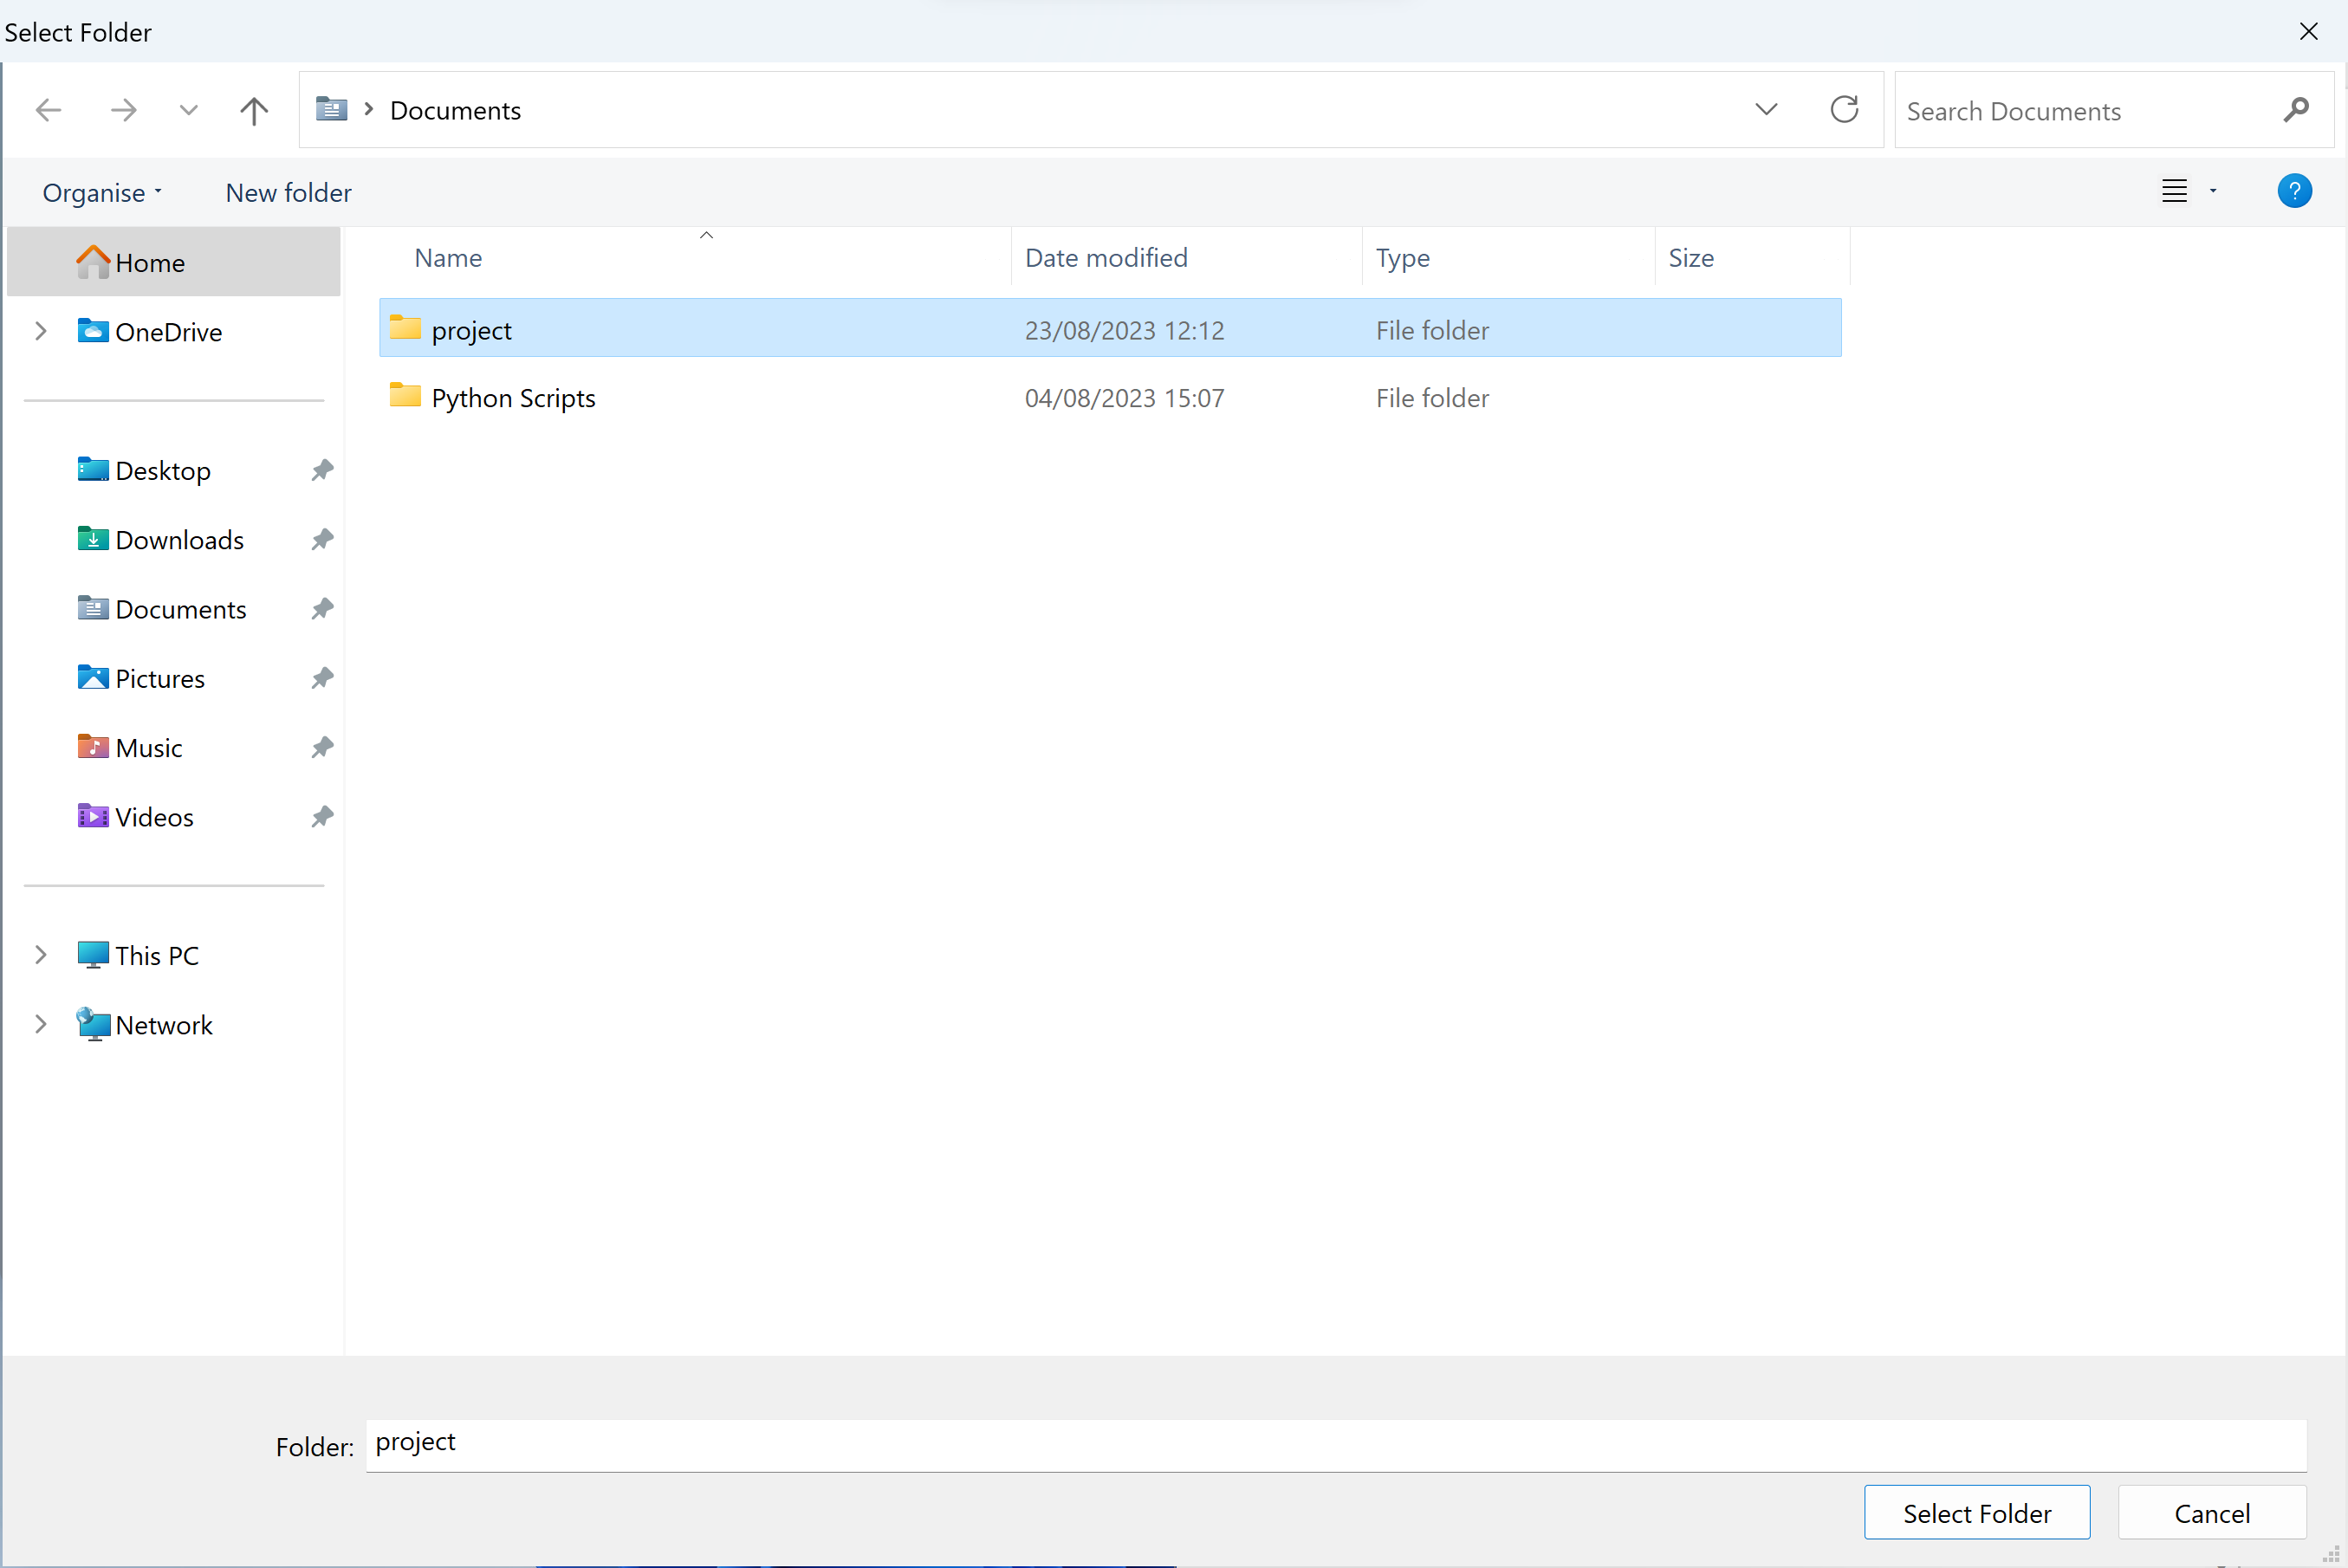 Select Folder
Documents
Search Documents
Organise
New folder
?
Home
OneDrive
Desktop
Downloads
Documents
Pictures
Music
Videos
This PC
Network
Name Date modified Type Size
project 23/08/2023 12:12 File folder
Python Scripts 04/08/2023 15:07 File folder
Folder: project
Select Folder Cancel